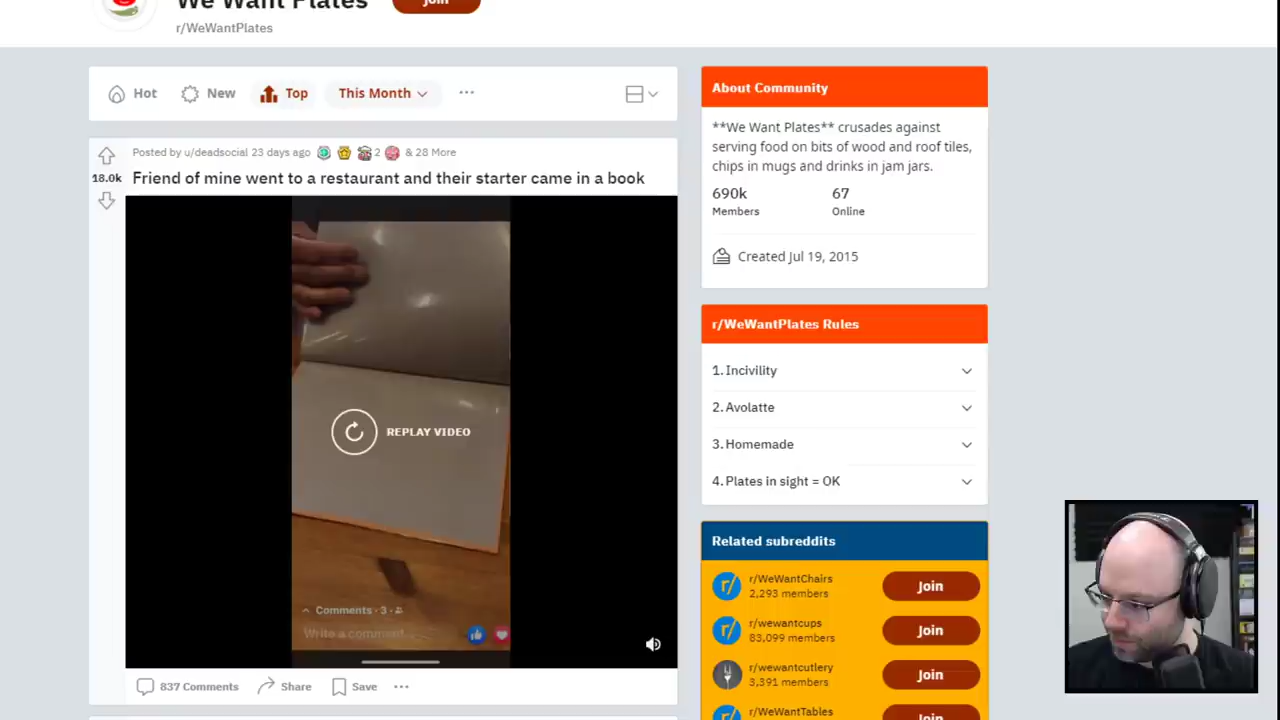 We Want Plates
Join
r/WeWantPlates
Hot
New
Top
This Month
Posted by u/deadsocial 23 days ago
2
& 28 More
18.0k
Friend of mine went to a restaurant and their starter came in a book
REPLAY VIDEO
Comments · 3 ·
Write a comment...
837 Comments
Share
Save
About Community
**We Want Plates** crusades against
serving food on bits of wood and roof tiles,
chips in mugs and drinks in jam jars.
690k
67
Members
Online
Created Jul 19, 2015
r/WeWantPlates Rules
1. Incivility
2. Avolatte
3. Homemade
4. Plates in sight = OK
Related subreddits
r/WeWantChairs
2,293 members
Join
r/wewantcups
83,099 members
Join
r/wewantcutlery
3,391 members
Join
r/WeWantTables
Join